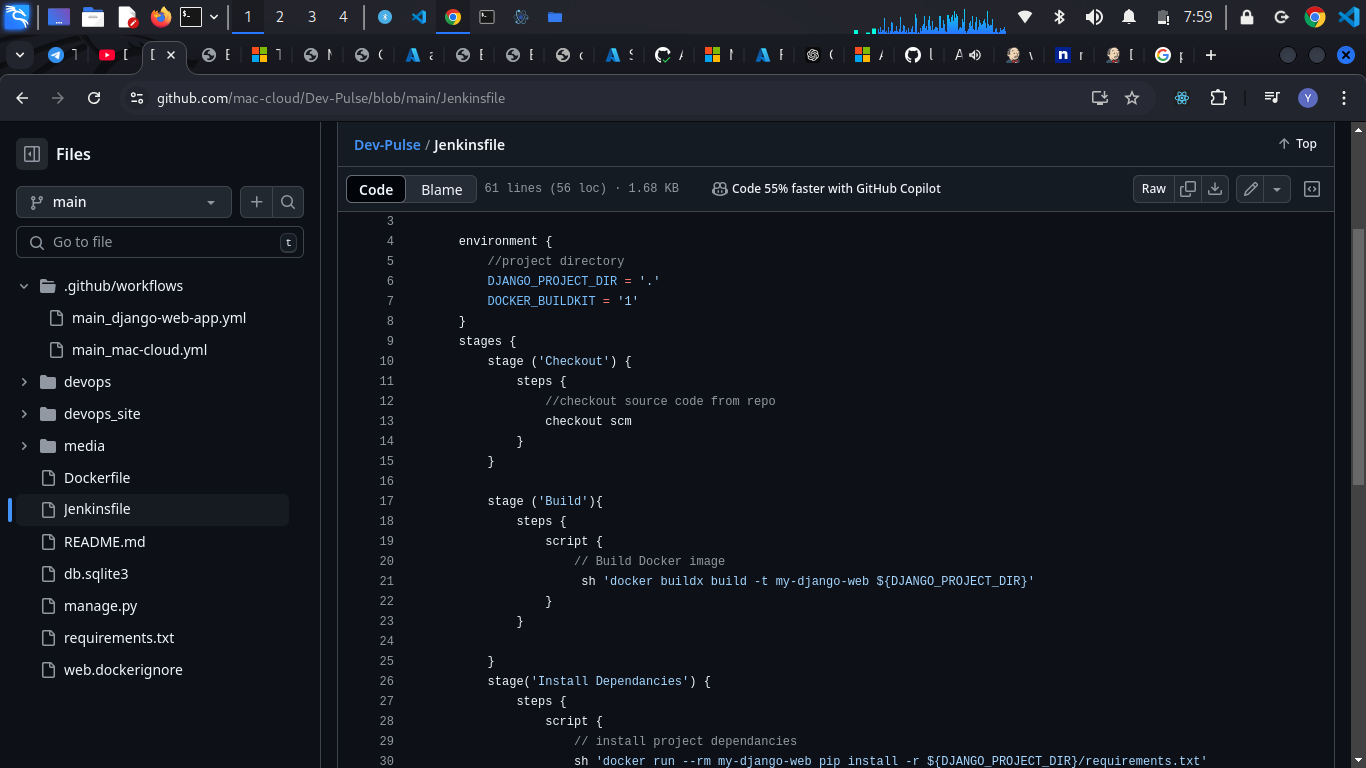 1 2 3 4 7:59
github.com/mac-cloud/Dev-Pulse/blob/main/Jenkinsfile
Y
Files
main
Go to file
t
.github/workflows
main_django-web-app.yml
main_mac-cloud.yml
devops
devops_site
media
Dockerfile
Jenkinsfile
README.md
db.sqlite3
manage.py
requirements.txt
web.dockerignore
Dev-Pulse / Jenkinsfile
Top
Code Blame 61 lines (56 loc) · 1.68 KB Code 55% faster with GitHub Copilot Raw
3
4 environment {
5 //project directory
6 DJANGO_PROJECT_DIR = '.'
7 DOCKER_BUILDKIT = '1'
8 }
9 stages {
10 stage ('Checkout') {
11 steps {
12 //checkout source code from repo
13 checkout scm
14 }
15 }
16
17 stage ('Build'){
18 steps {
19 script {
20 // Build Docker image
21 sh 'docker buildx build -t my-django-web ${DJANGO_PROJECT_DIR}'
22 }
23 }
24
25 }
26 stage('Install Dependancies') {
27 steps {
28 script {
29 // install project dependancies
30 sh 'docker run --rm my-django-web pip install -r ${DJANGO_PROJECT_DIR}/requirements.txt'